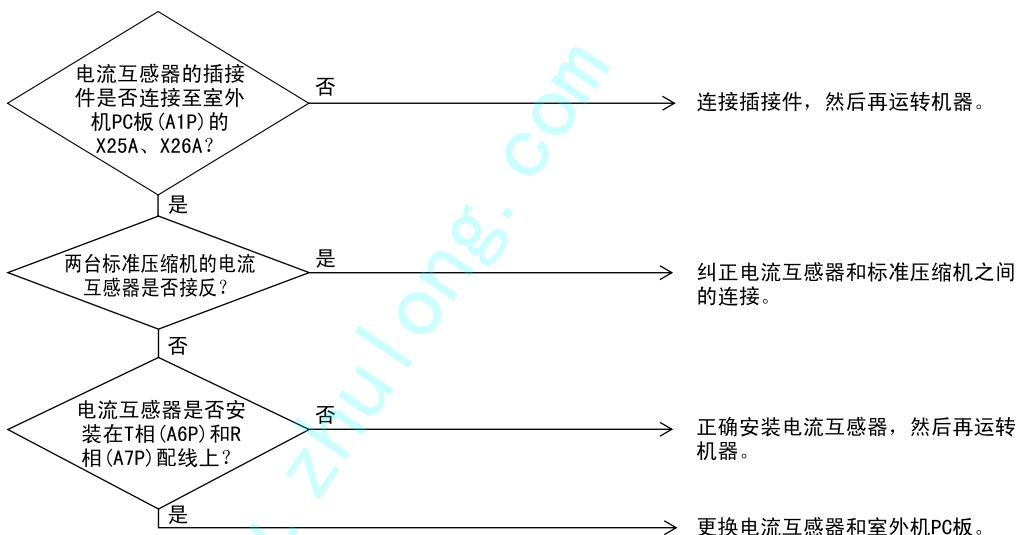 电流互感器的插接
件是否连接至室外
机PC板(A1P)的
X25A、X26A?
否
连接插接件，然后再运转机器。
是
两台标准压缩机的电流
互感器是否接反?
是
纠正电流互感器和标准压缩机之间
的连接。
否
电流互感器是否安
装在T相(A6P)和R
相(A7P)配线上?
否
正确安装电流互感器，然后再运转
机器。
是
更换电流互感器和室外机PC板。
zhulong.com